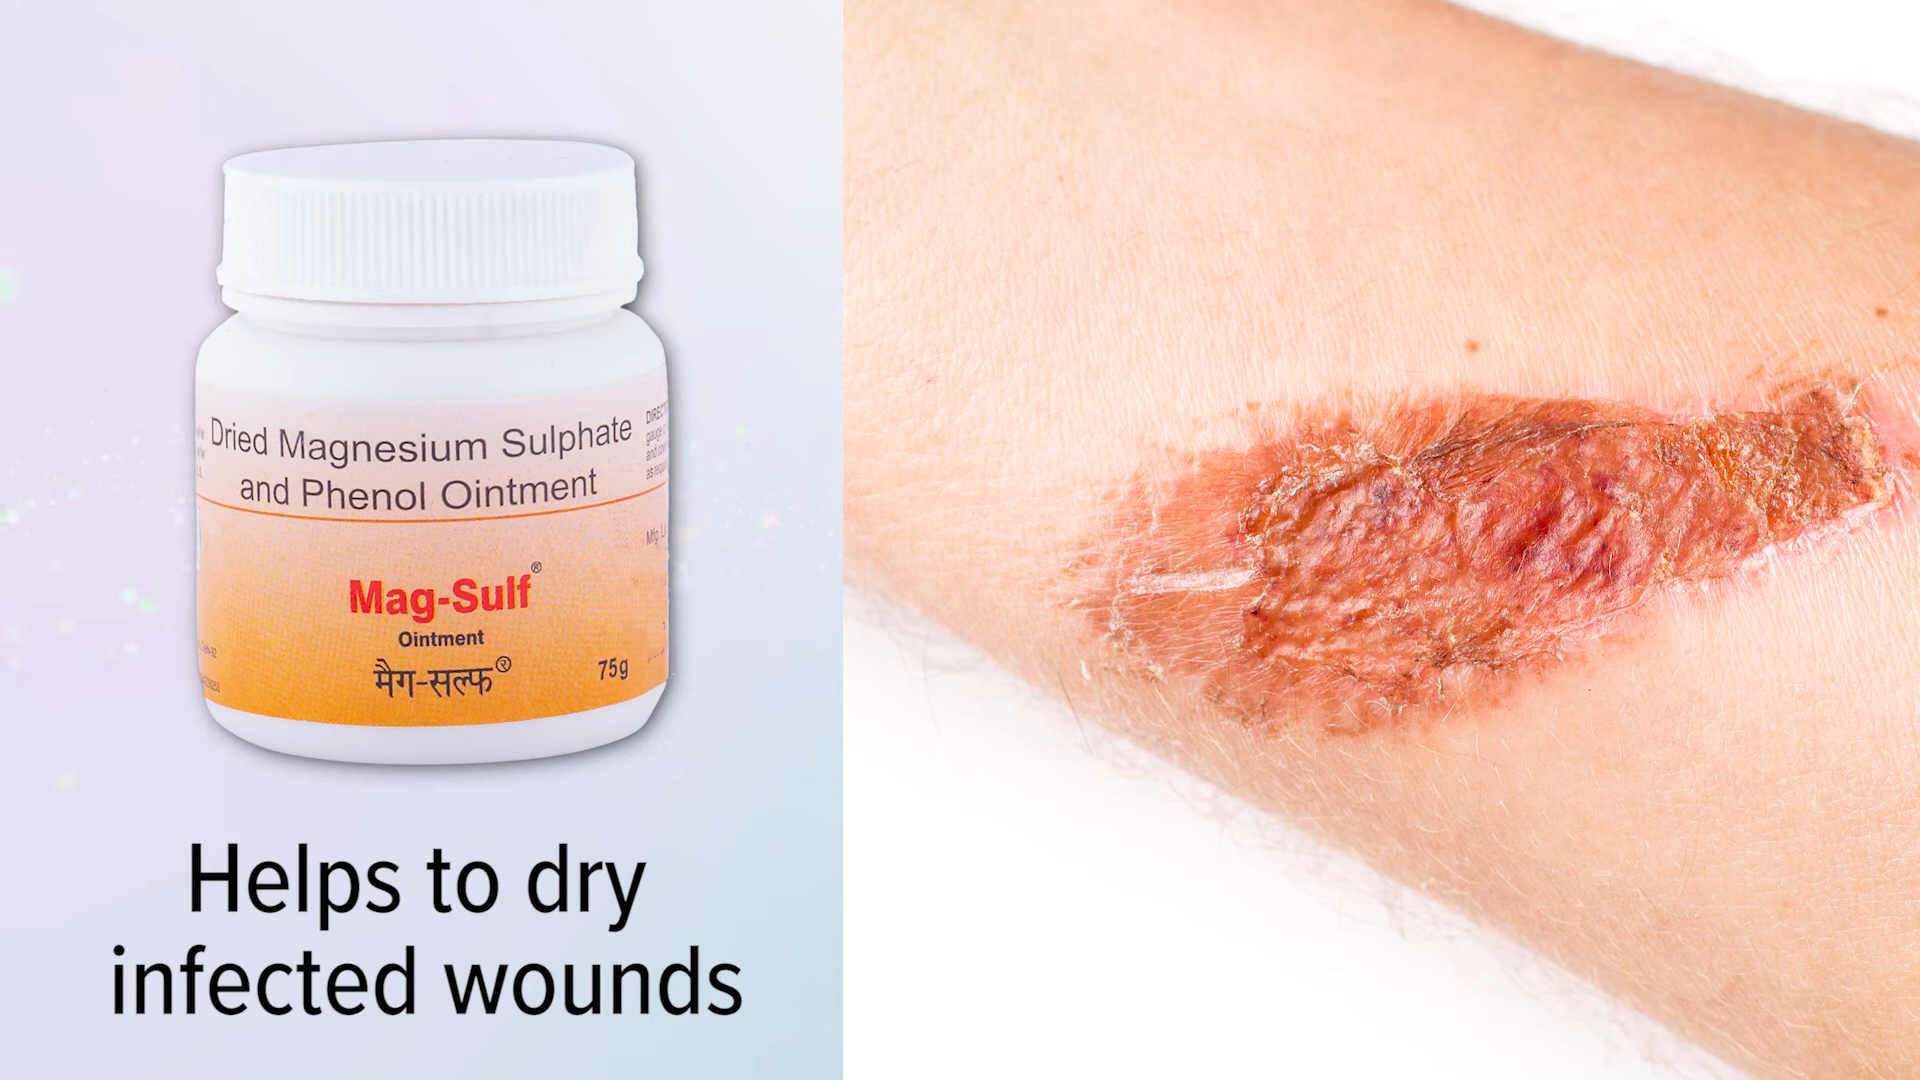 Dried Magnesium Sulphate
and Phenol Ointment
Mag-Sulf®
Ointment
मैग-सल्फ®
75g
Helps to dry
infected wounds